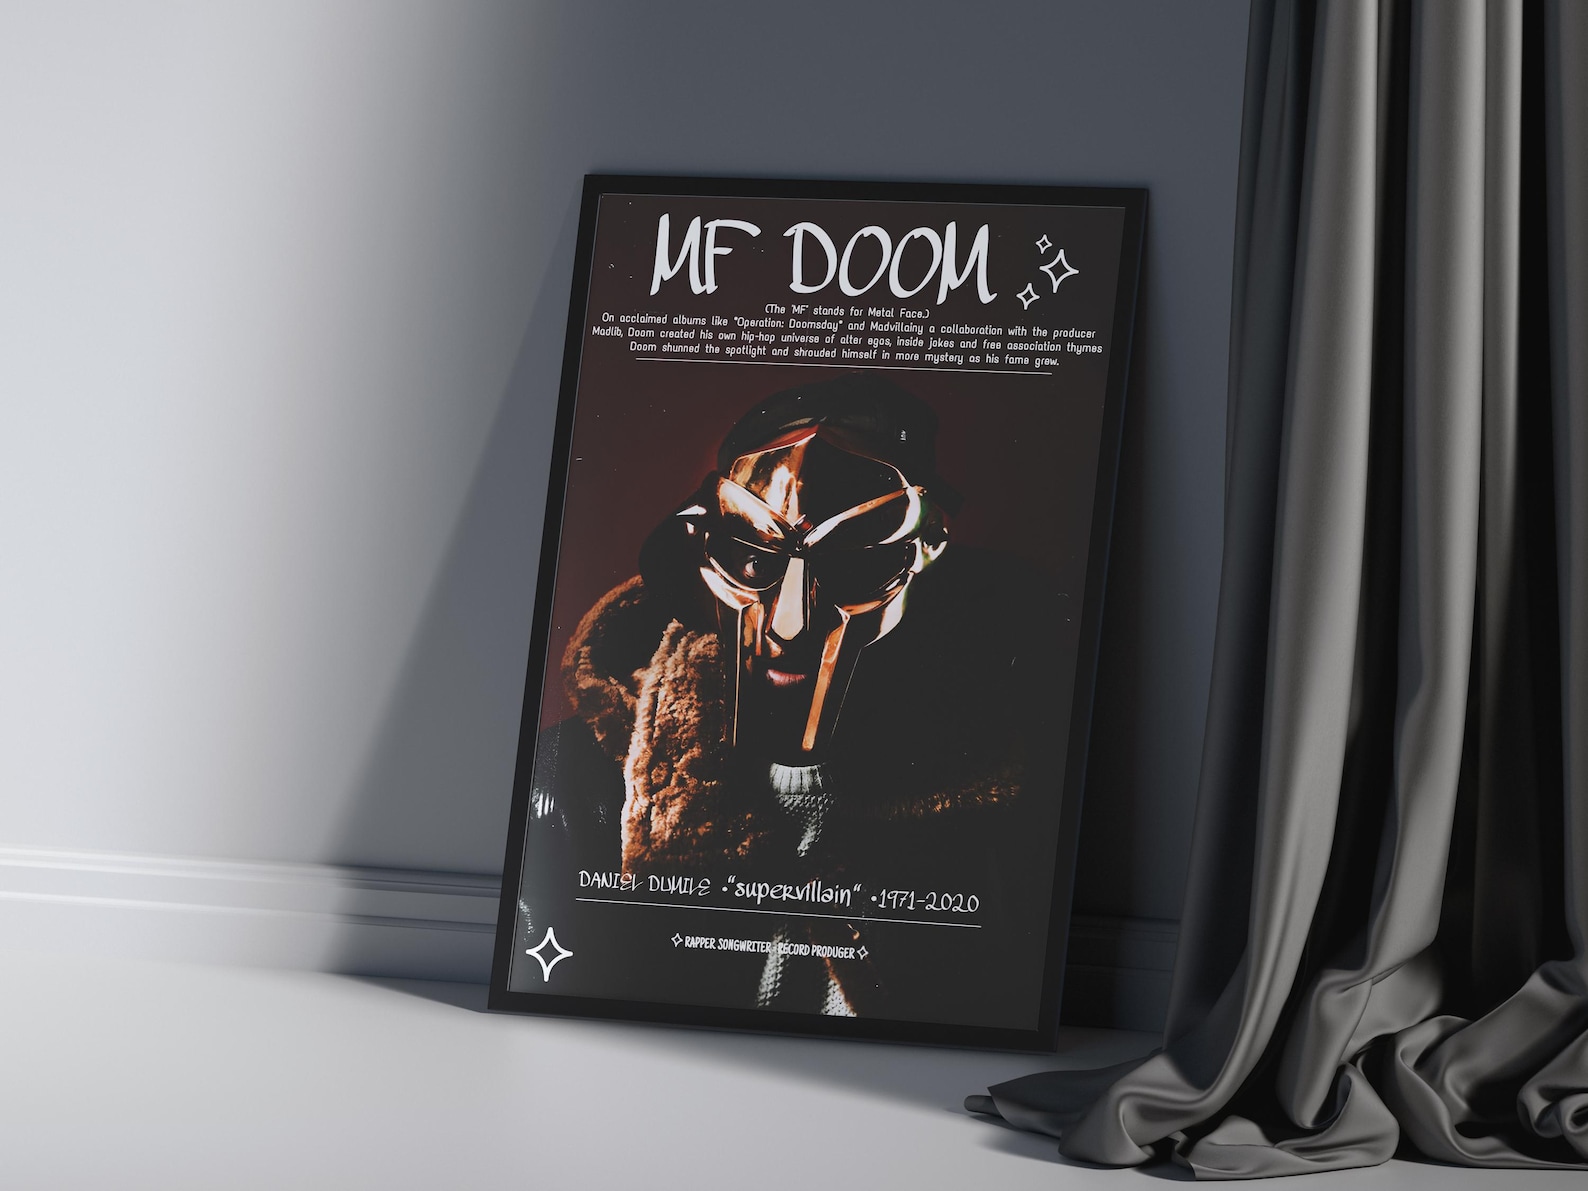 MF DOOM
(The "MF" stands for Metal Face.)
On acclaimed albums like "Operation: Doomsday" and Madvillainy a collaboration with the producer
Madlib, Doom created his own hip-hop universe of alter egos, inside jokes and free association thymes
Doom shunned the spotlight and shrouded himself in more mystery as his fame grew.
DANIEL DUMILE •"supervillain" •1971-2020
RAPPER SONGWRITER•RECORD PRODUGER